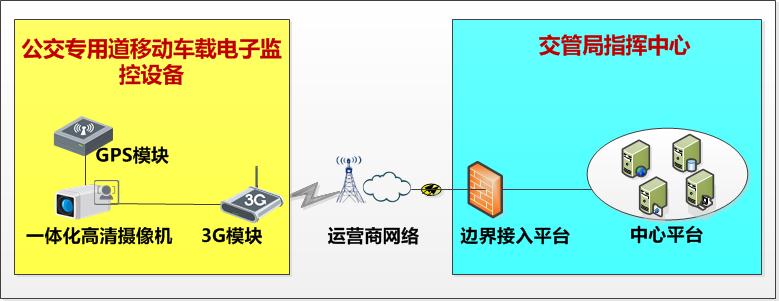 公交专用道移动车载电子监
控设备
交管局指挥中心
GPS模块
3G
一体化高清摄像机
3G模块
运营商网络
边界接入平台
中心平台